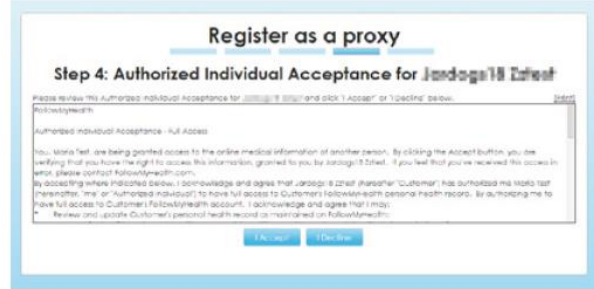 Register as a proxy
Step 4: Authorized Individual Acceptance for
Please review this Authorized Individual Acceptance for and click "I Accept" or "I Decline" below.
FollowMyHealth
Authorized Individual Acceptance - Full Access
You, Maria Test, are being granted access to the online medical information of another person. By clicking the Accept button, you are
verifying that you have the right to access this information, granted to you by Jardogs18 Zztest. If you feel that you've received this access in
error, please contact FollowMyHealth.com.
By accepting where indicated below, I acknowledge and agree that Jardogs18 Zztest (hereafter "Customer") has authorized me Maria Test
(hereinafter, "me" or "Authorized Individual") to have full access to Customer's FollowMyHealth personal health record. By authorizing me to
have full access to Customer's FollowMyHealth account, I acknowledge and agree that I may:
* Review and update Customer's personal health record as maintained on FollowMyHealth;
I Accept I Decline